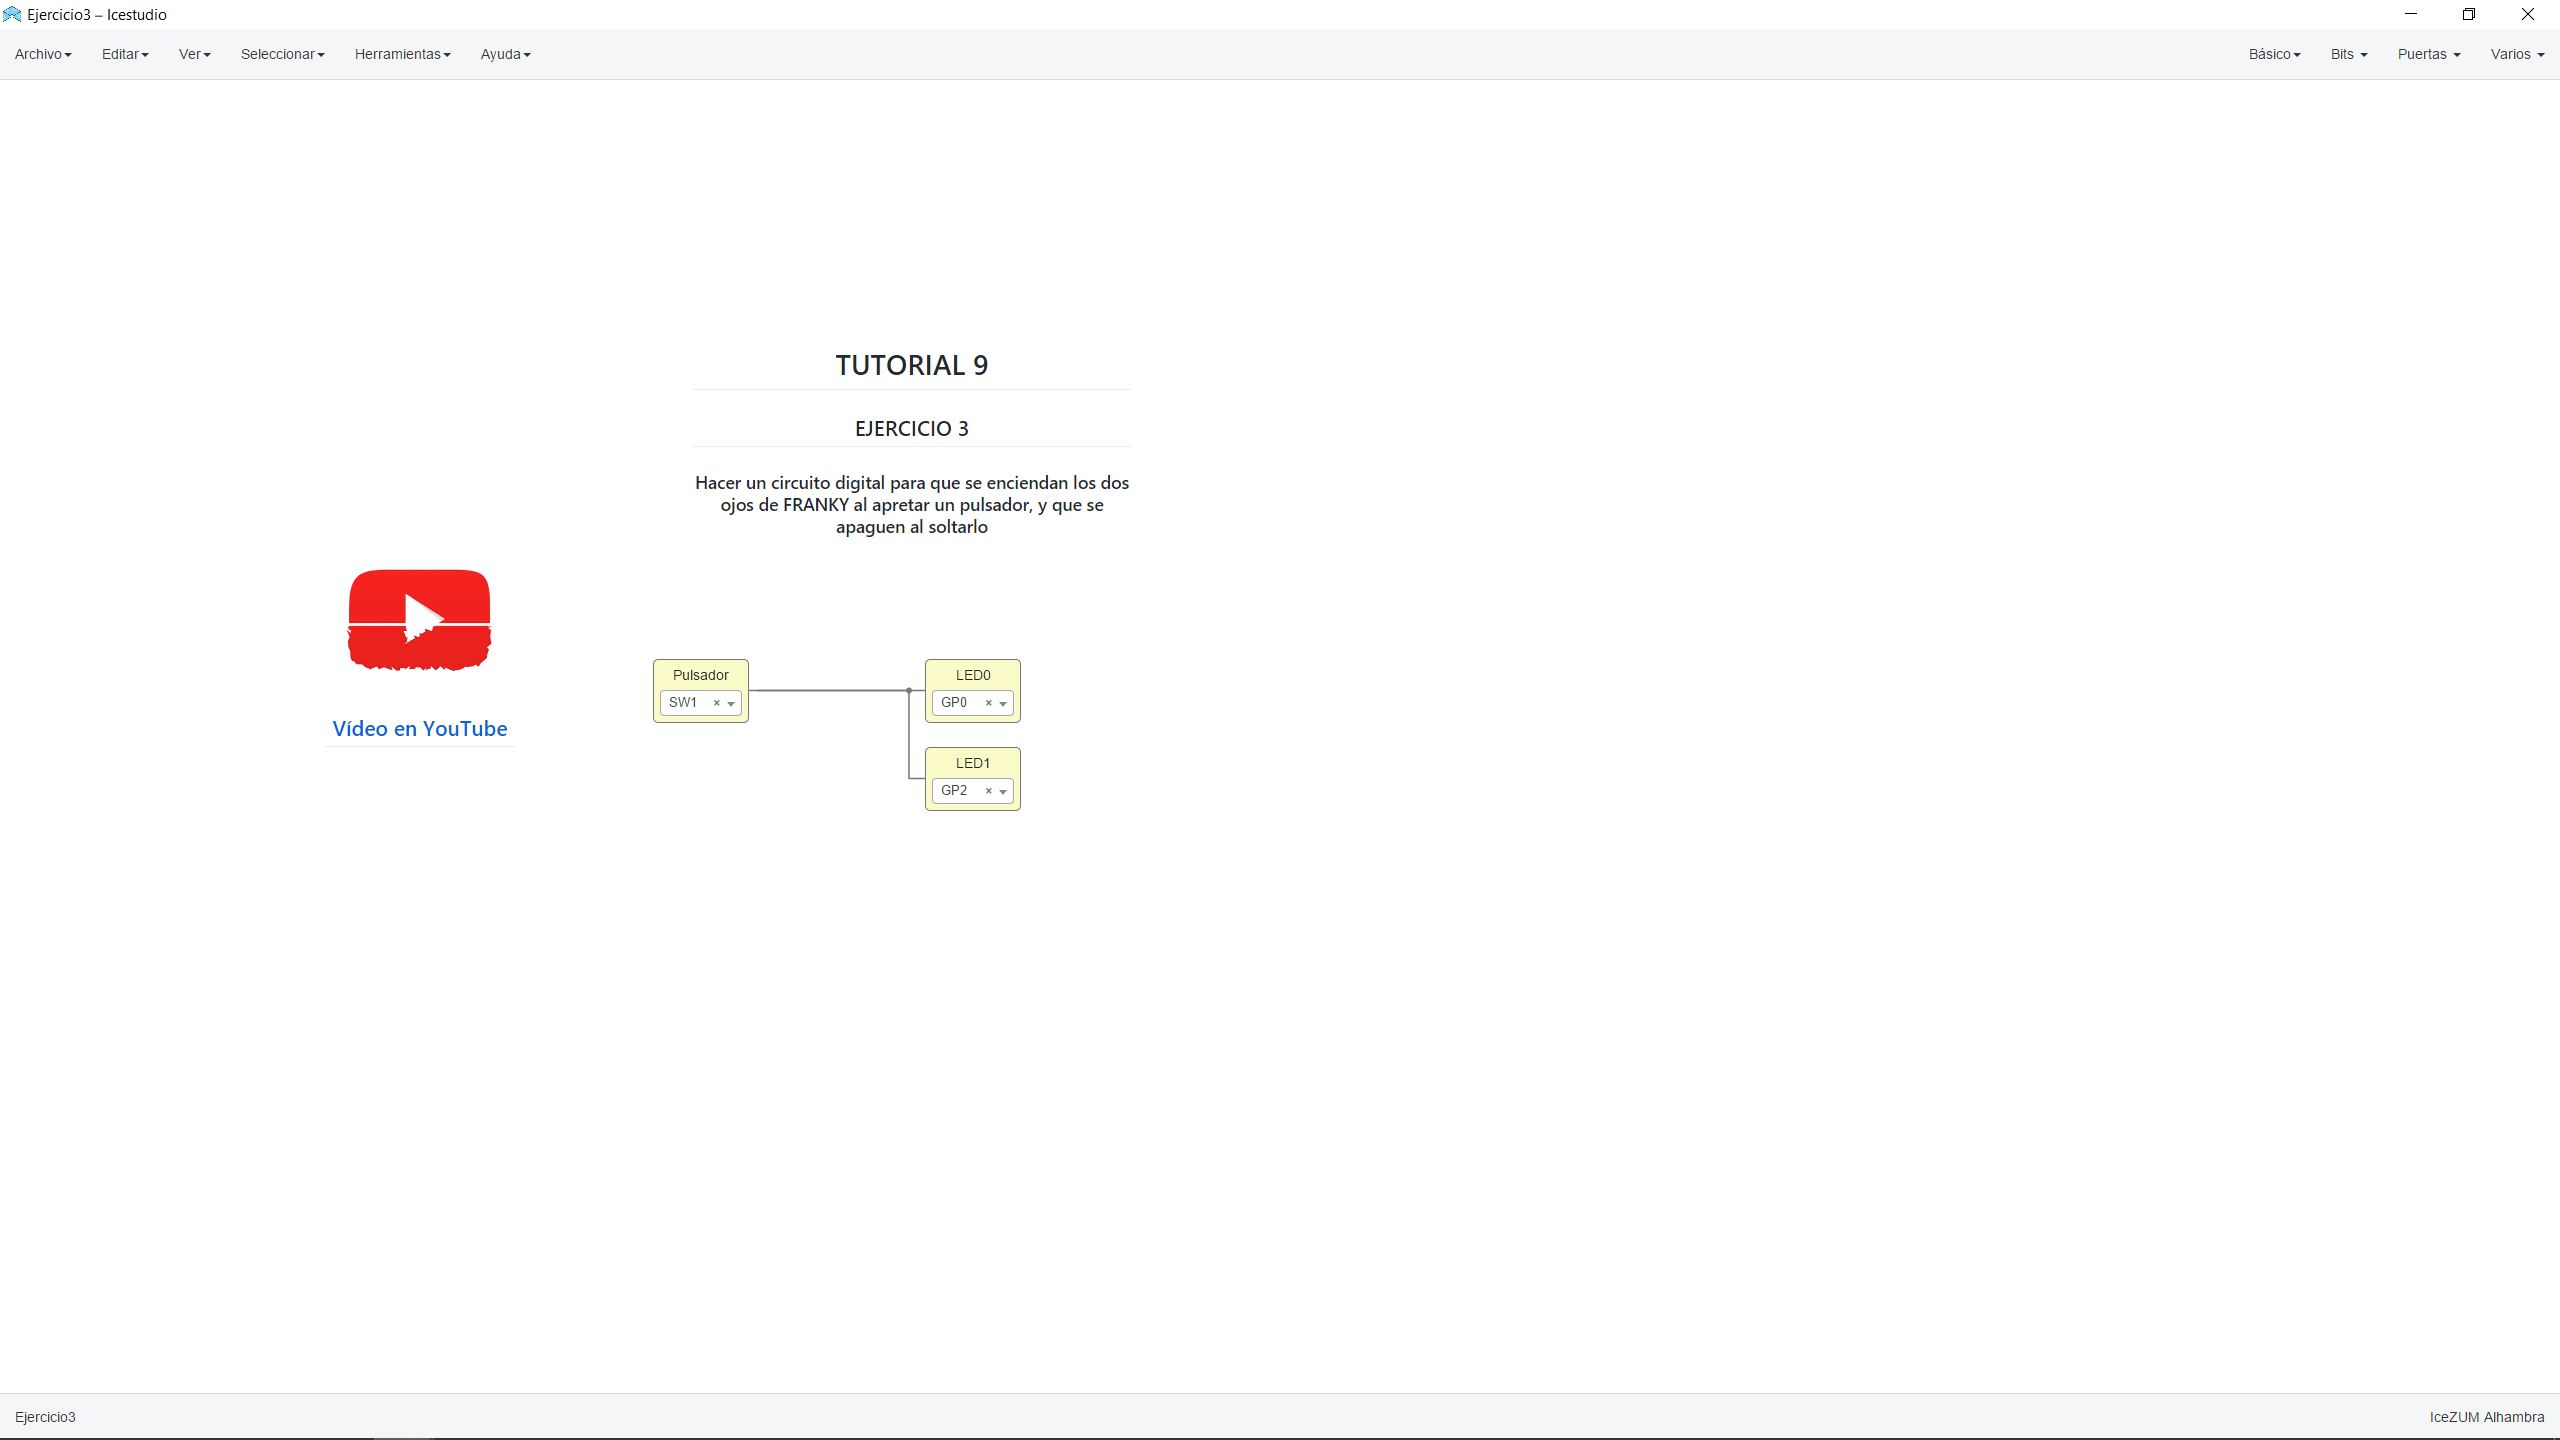 Ejercicio3 – Icestudio
Archivo Editar Ver Seleccionar Herramientas Ayuda Básico Bits Puertas Varios
TUTORIAL 9
EJERCICIO 3
Hacer un circuito digital para que se enciendan los dos
ojos de FRANKY al apretar un pulsador, y que se
apaguen al soltarlo
Vídeo en YouTube
Pulsador
SW1
LED0
GP0
LED1
GP2
Ejercicio3
IceZUM Alhambra